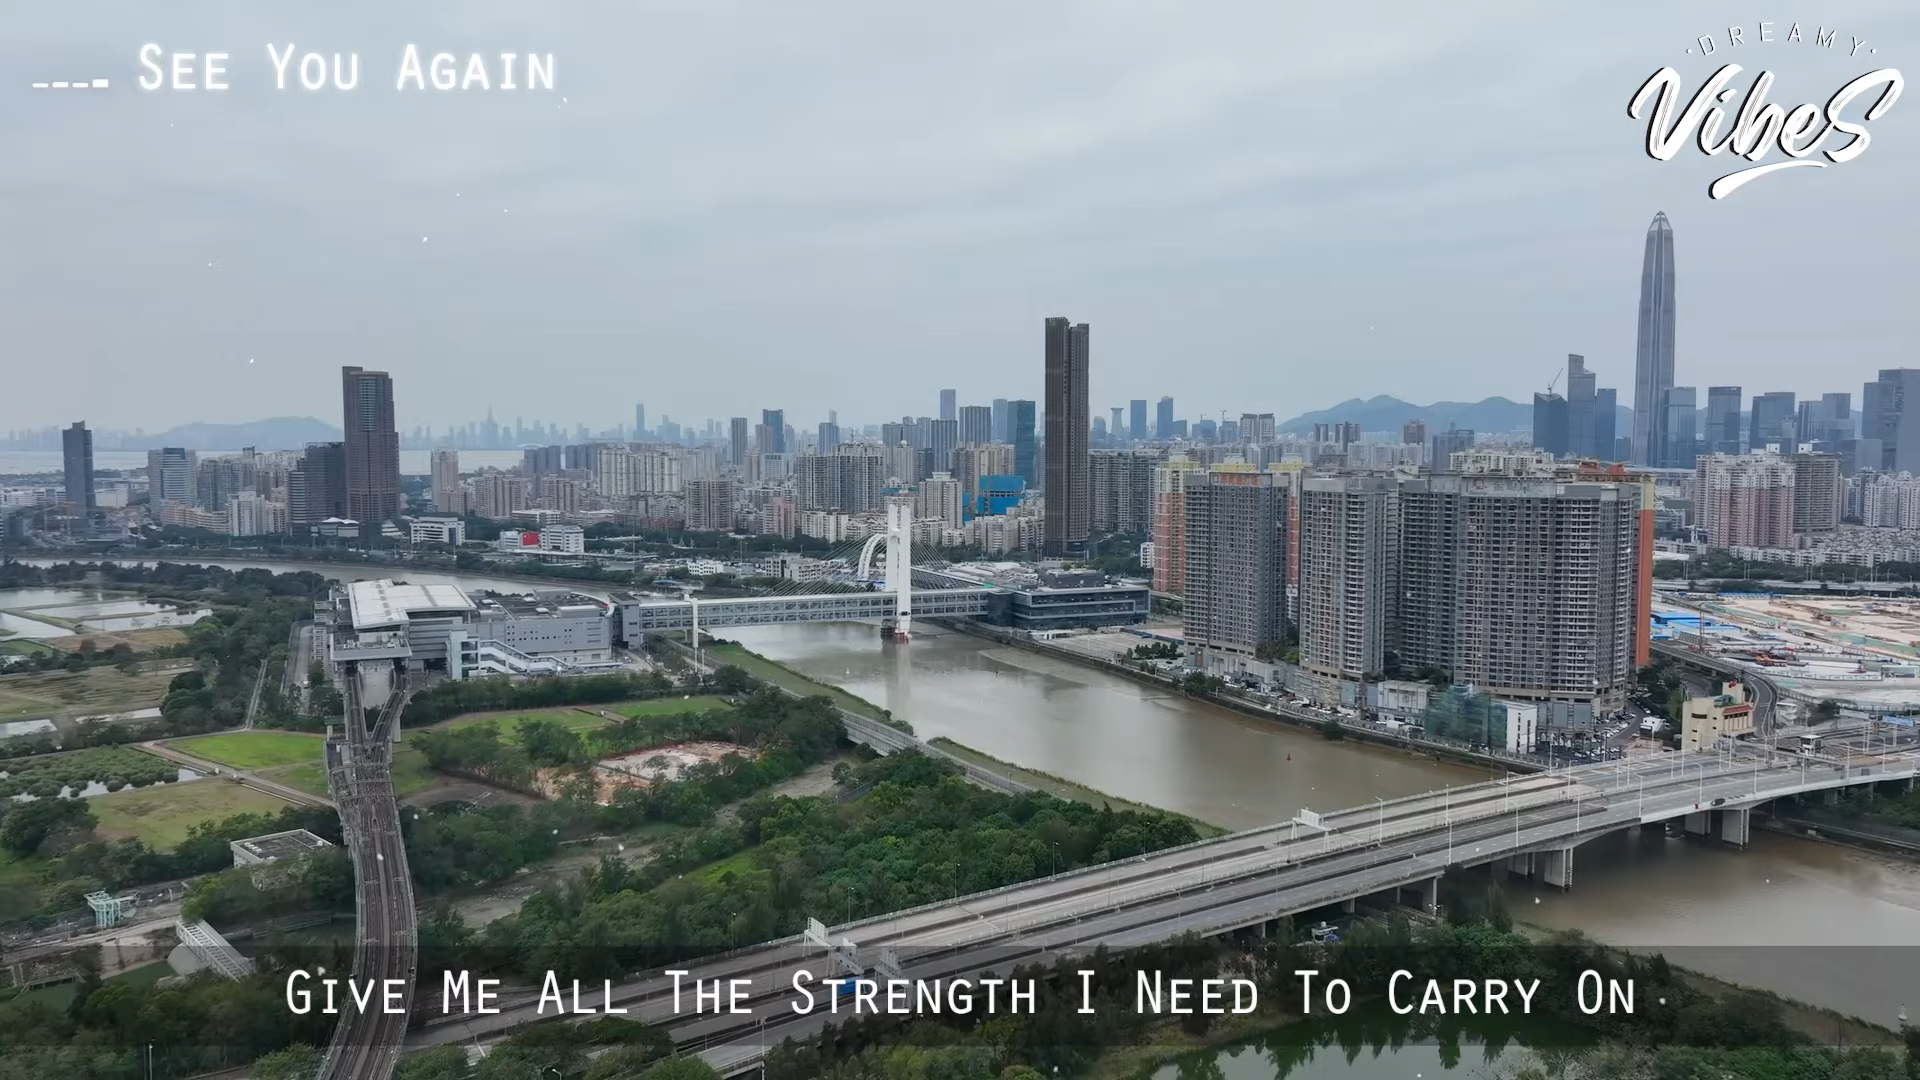 ---- See You Again
DREAMY
Vibes
Give Me All The Strength I Need To Carry On